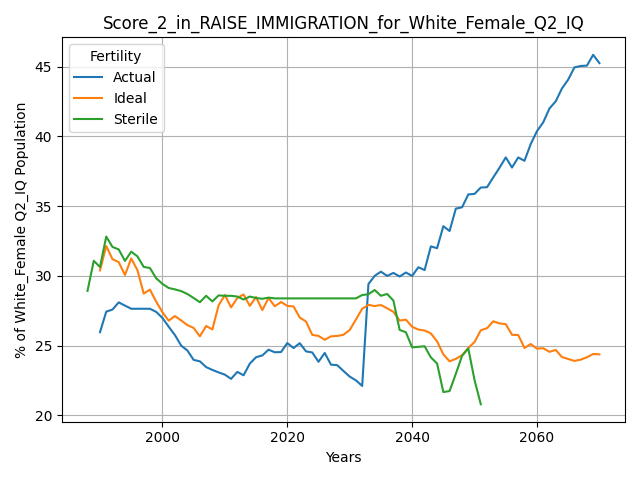 Score_2_in_RAISE_IMMIGRATION_for_White_Female_Q2_IQ
Fertility
Actual
Ideal
Sterile
% of White_Female Q2_IQ Population
45
40
35
30
25
20
2000
2020
2040
2060
Years